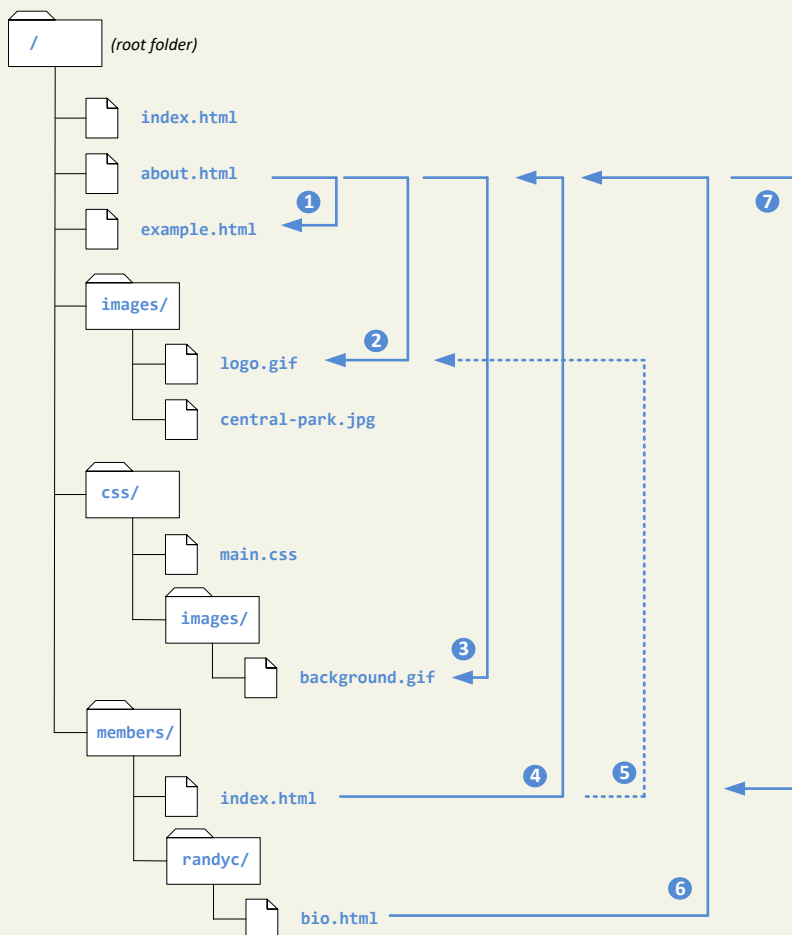 / (root folder)
index.html
about.html
7
1
example.html
images/
2
logo.gif
central-park.jpg
css/
main.css
images/
3
background.gif
members/
4 5
index.html
randyc/
6
bio.html